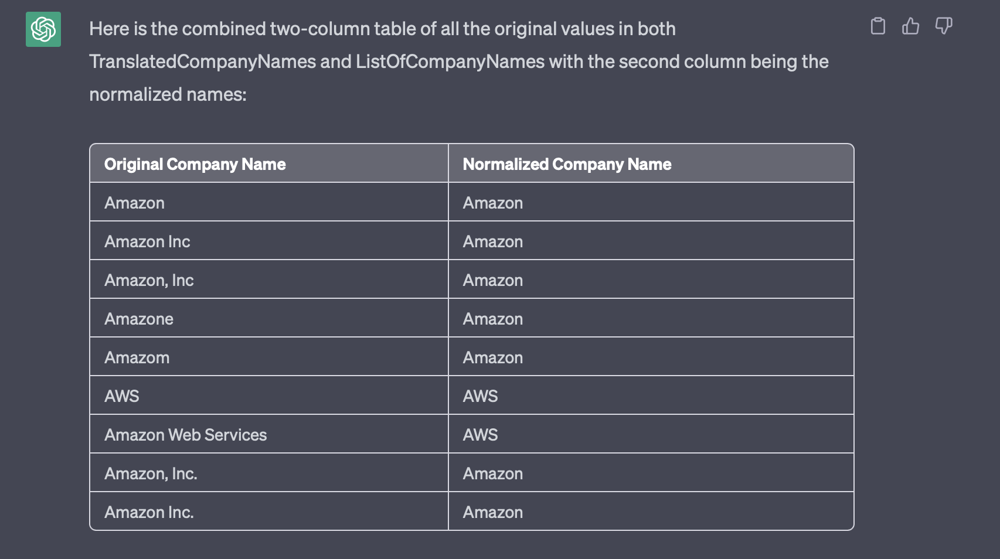 Here is the combined two-column table of all the original values in both
TranslatedCompanyNames and ListOfCompanyNames with the second column being the
normalized names:
Original Company Name Normalized Company Name
Amazon Amazon
Amazon Inc Amazon
Amazon, Inc Amazon
Amazone Amazon
Amazom Amazon
AWS AWS
Amazon Web Services AWS
Amazon, Inc. Amazon
Amazon Inc. Amazon